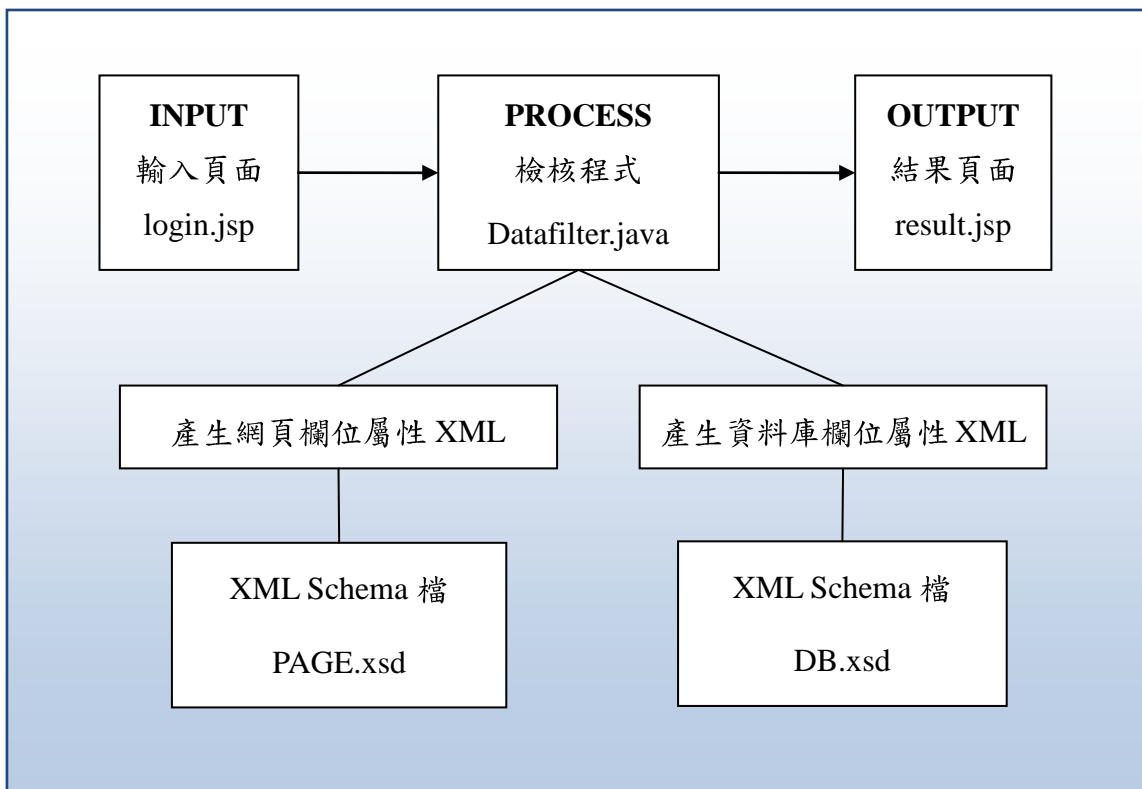 INPUT
輸入頁面
login.jsp
PROCESS
檢核程式
Datafilter.java
OUTPUT
結果頁面
result.jsp
產生網頁欄位屬性 XML
產生資料庫欄位屬性 XML
XML Schema 檔
PAGE.xsd
XML Schema 檔
DB.xsd